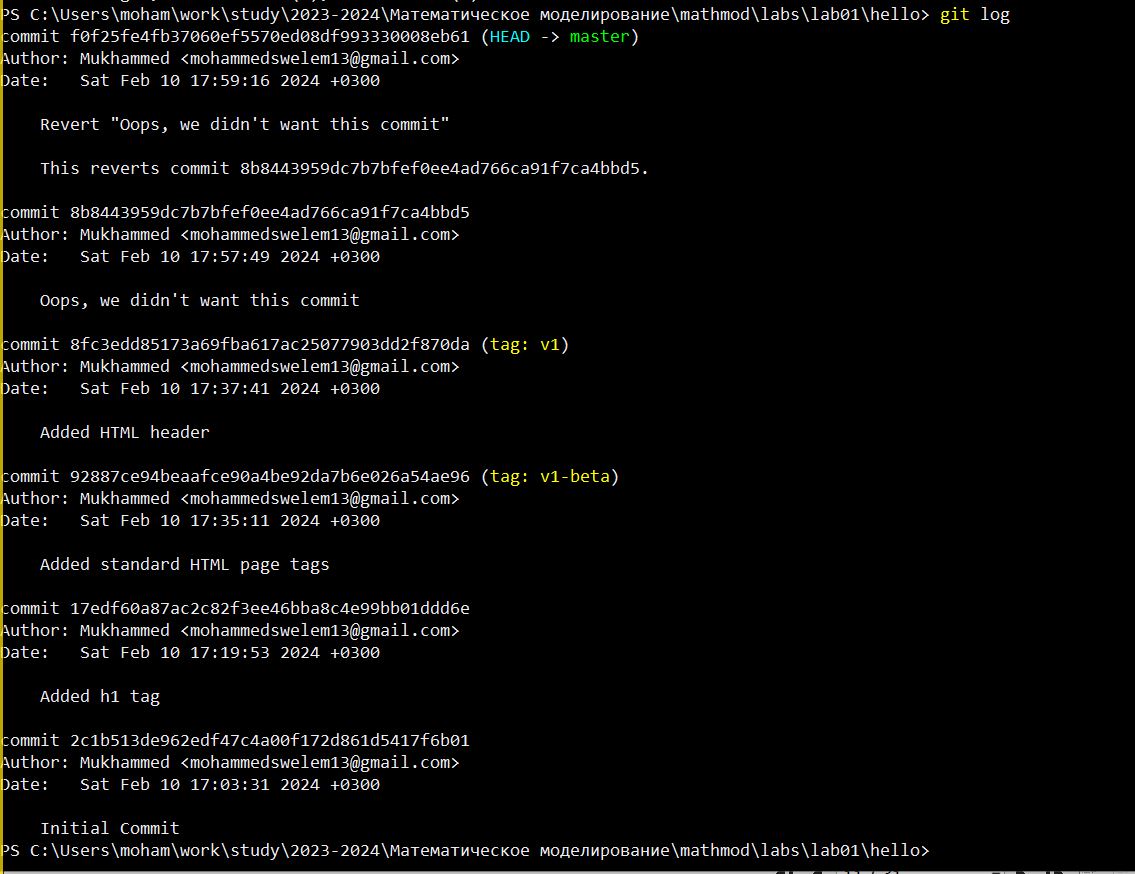 PS C:\Users\moham\work\study\2023-2024\Математическое моделирование\mathmod\labs\lab01\hello> git log
commit f0f25fe4fb37060ef5570ed08df993330008eb61 (HEAD -> master)
Author: Mukhammed <mohammedswelem13@gmail.com>
Date:   Sat Feb 10 17:59:16 2024 +0300
Revert "Oops, we didn't want this commit"
This reverts commit 8b8443959dc7b7bfef0ee4ad766ca91f7ca4bbd5.
commit 8b8443959dc7b7bfef0ee4ad766ca91f7ca4bbd5
Author: Mukhammed <mohammedswelem13@gmail.com>
Date:   Sat Feb 10 17:57:49 2024 +0300
Oops, we didn't want this commit
commit 8fc3edd85173a69fba617ac25077903dd2f870da (tag: v1)
Author: Mukhammed <mohammedswelem13@gmail.com>
Date:   Sat Feb 10 17:37:41 2024 +0300
Added HTML header
commit 92887ce94beaafce90a4be92da7b6e026a54ae96 (tag: v1-beta)
Author: Mukhammed <mohammedswelem13@gmail.com>
Date:   Sat Feb 10 17:35:11 2024 +0300
Added standard HTML page tags
commit 17edf60a87ac2c82f3ee46bba8c4e99bb01ddd6e
Author: Mukhammed <mohammedswelem13@gmail.com>
Date:   Sat Feb 10 17:19:53 2024 +0300
Added h1 tag
commit 2c1b513de962edf47c4a00f172d861d5417f6b01
Author: Mukhammed <mohammedswelem13@gmail.com>
Date:   Sat Feb 10 17:03:31 2024 +0300
Initial Commit
PS C:\Users\moham\work\study\2023-2024\Математическое моделирование\mathmod\labs\lab01\hello>